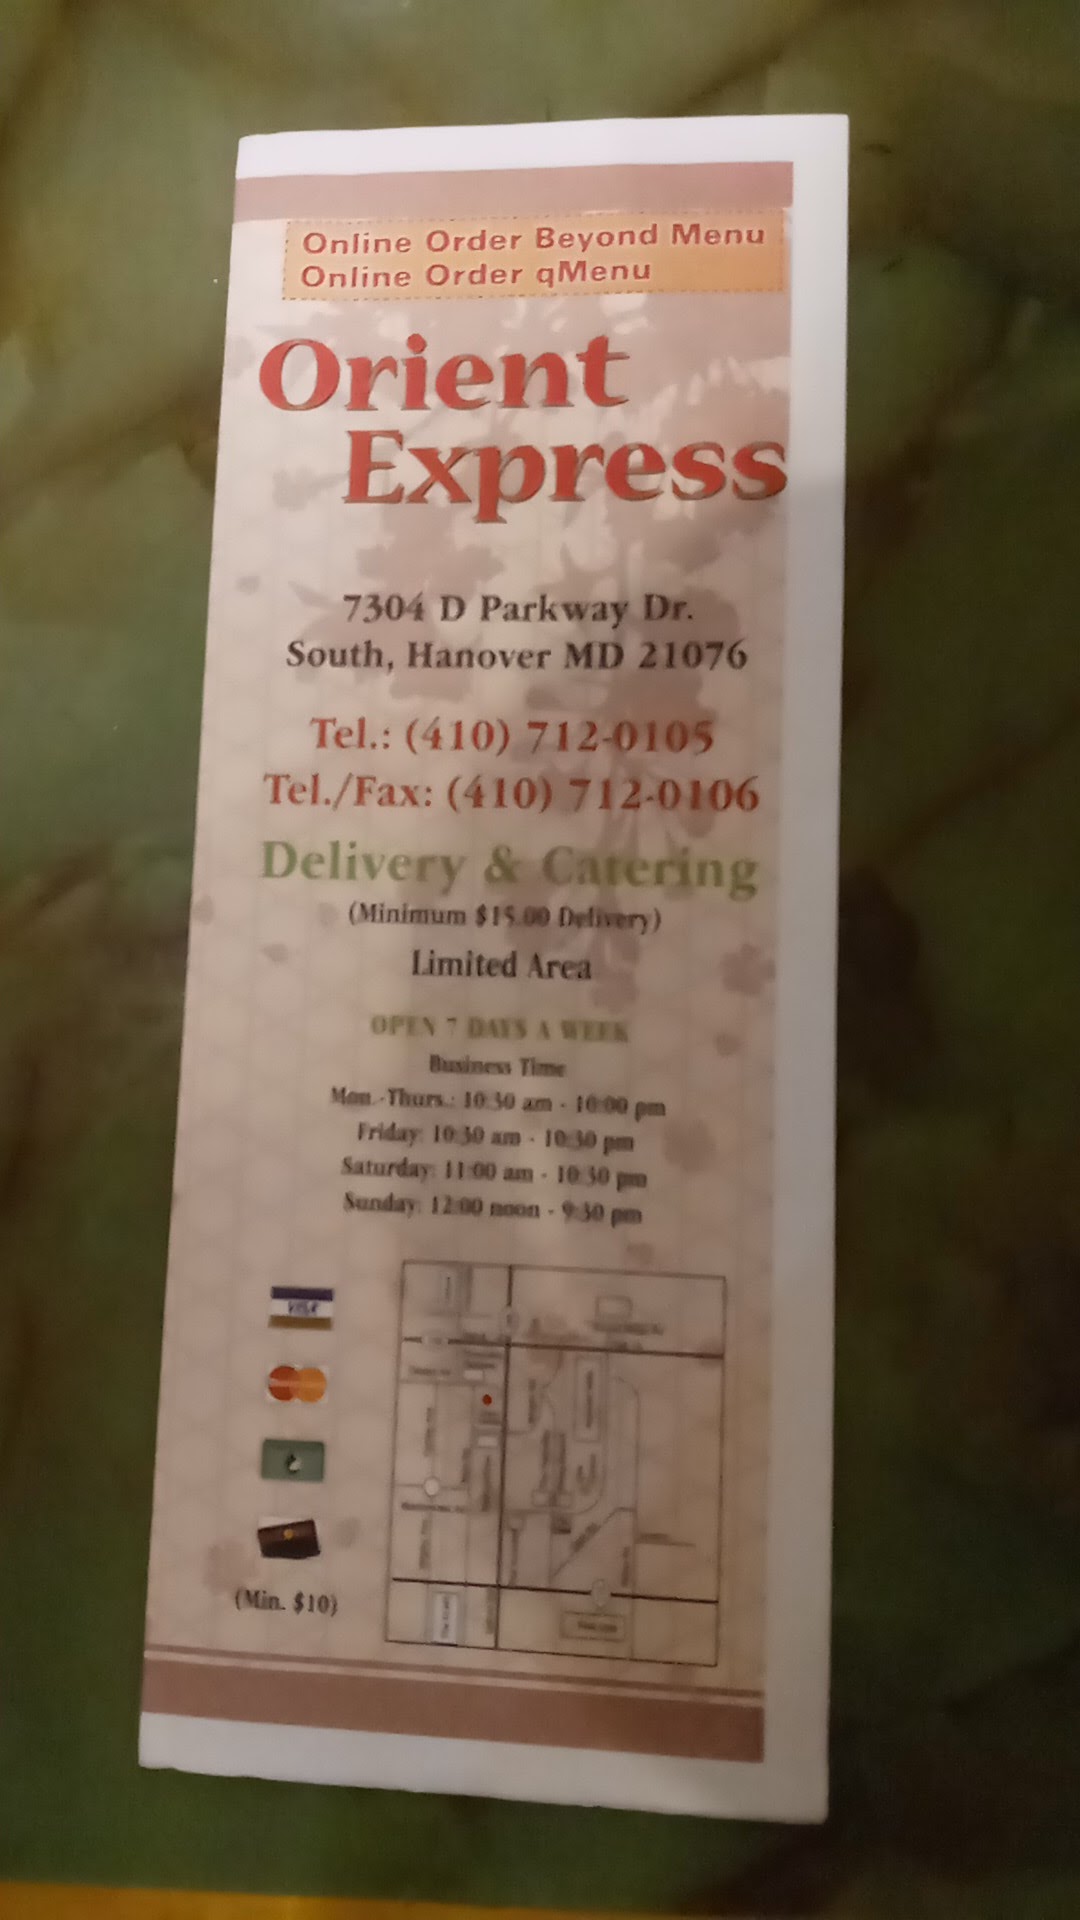 Online Order Beyond Menu
Online Order qMenu
Orient
Express
7304 D Parkway Dr.
South, Hanover MD 21076
Tel.: (410) 712-0105
Tel./Fax: (410) 712-0106
Delivery & Catering
(Minimum $15.00 Delivery)
Limited Area
OPEN 7 DAYS A WEEK
Business Time
Mon.-Thurs.: 10:30 am - 10:00 pm
Friday: 10:30 am - 10:30 pm
Saturday: 11:00 am - 10:30 pm
Sunday: 12:00 noon - 9:30 pm
VISA
(Min. $10)